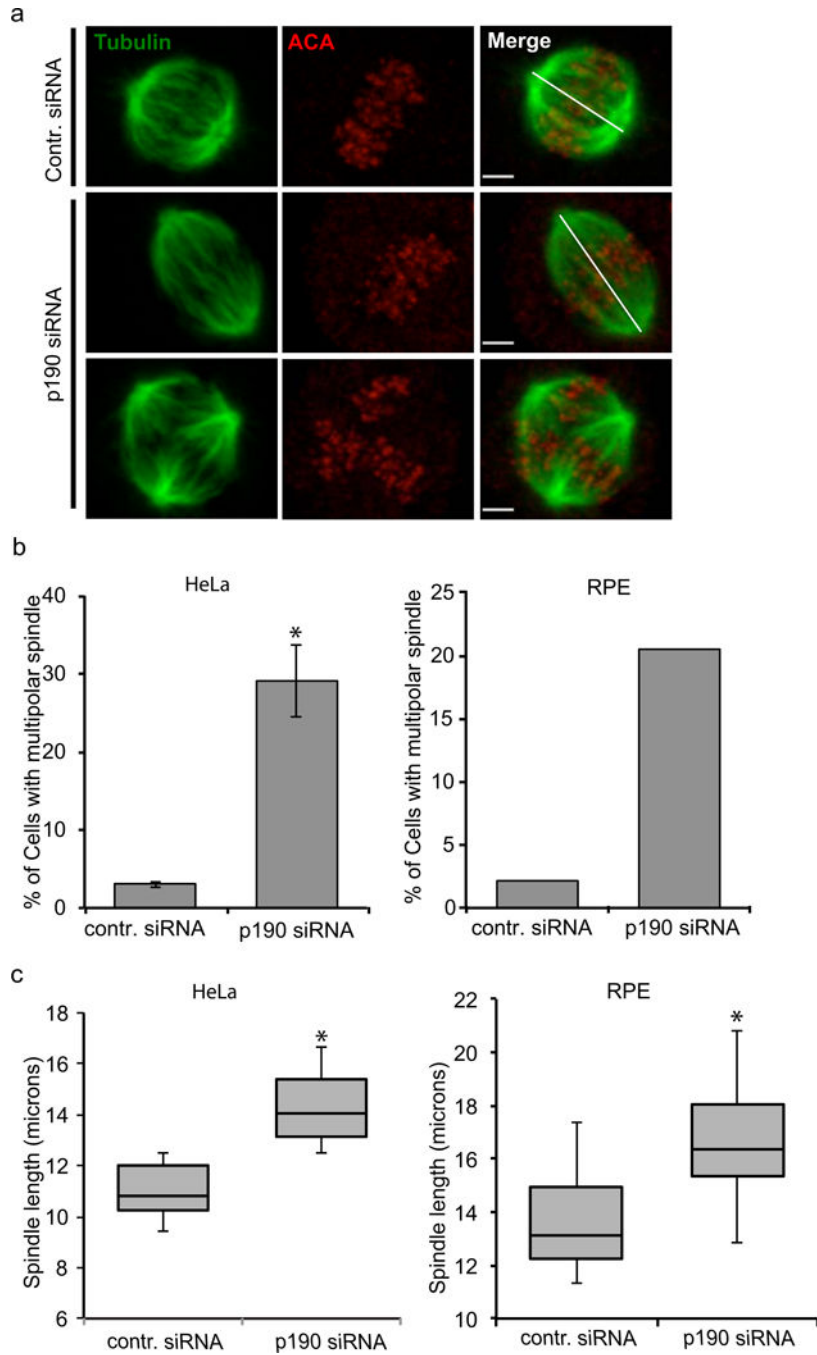 a
Tubulin ACA Merge
Contr. siRNA
p190 siRNA
b
HeLa
% of Cells with multipolar spindle
40
30
20
10
0
*
contr. siRNA p190 siRNA
RPE
% of Cells with multipolar spindle
25
20
15
10
5
0
contr. siRNA p190 siRNA
c
HeLa
Spindle length (microns)
18
16
14
12
10
8
6
*
contr. siRNA p190 siRNA
RPE
Spindle length (microns)
22
20
18
16
14
12
10
*
contr. siRNA p190 siRNA